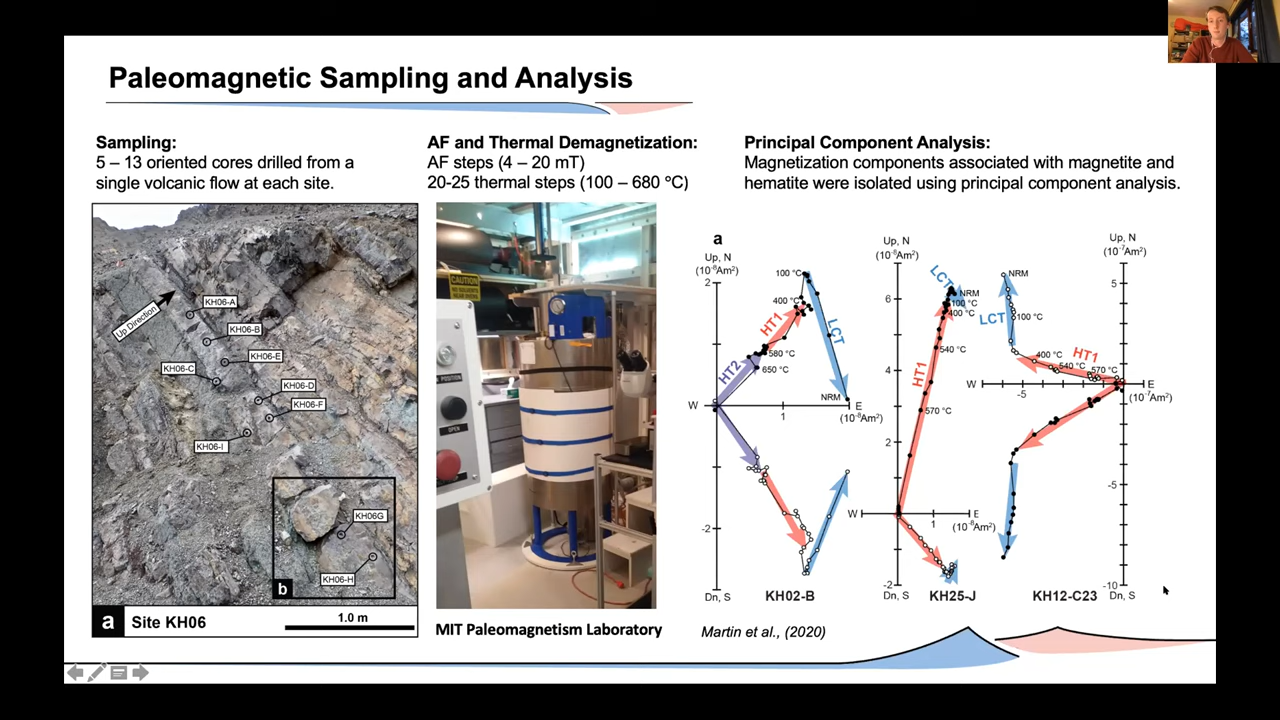 Paleomagnetic Sampling and Analysis
Sampling:
5 – 13 oriented cores drilled from a
single volcanic flow at each site.
AF and Thermal Demagnetization:
AF steps (4 – 20 mT)
20-25 thermal steps (100 – 680 °C)
Principal Component Analysis:
Magnetization components associated with magnetite and
hematite were isolated using principal component analysis.
Up Direction
KH06-A
KH06-B
KH06-E
KH06-C
KH06-D
KH06-F
KH06-I
KH06G
KH06-H
b
a
Site KH06
1.0 m
CAUTION
POSITION
OPEN
MIT Paleomagnetism Laboratory
a
Up, N
(10⁻⁸Am²)
2
100 °C
400 °C
HT1
LCT
HT2
580 °C
650 °C
NRM
W
1
E
(10⁻⁸Am²)
-2
Dn, S
KH02-B
Up, N
(10⁻⁸Am²)
6
LCT
NRM
100 °C
400 °C
540 °C
4
HT1
570 °C
2
W
1
E
(10⁻⁸Am²)
-2
Dn, S
KH25-J
Up, N
(10⁻⁷Am²)
NRM
5
LCT
100 °C
400 °C
HT1
540 °C
570 °C
W
-5
E
(10⁻⁷Am²)
-5
-10
Dn, S
KH12-C23
Martin et al., (2020)